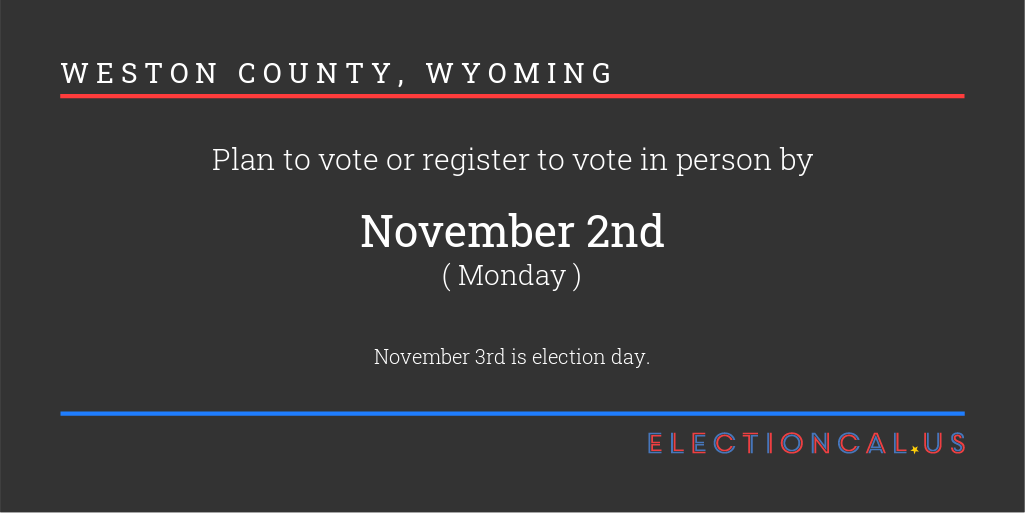 WESTON COUNTY, WYOMING
Plan to vote or register to vote in person by
November 2nd
( Monday )
November 3rd is election day.
ELECTIONCAL.US